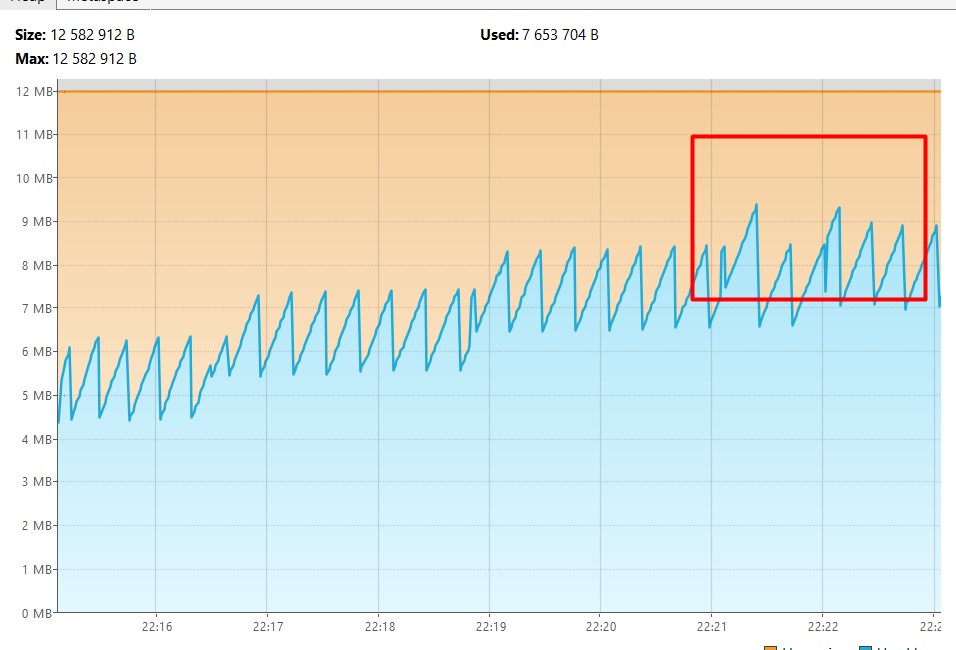 Size: 12 582 912 B
Used: 7 653 704 B
Max: 12 582 912 B
12 MB
11 MB
10 MB
9 MB
8 MB
7 MB
6 MB
5 MB
4 MB
3 MB
2 MB
1 MB
0 MB
22:16 22:17 22:18 22:19 22:20 22:21 22:22 22:2